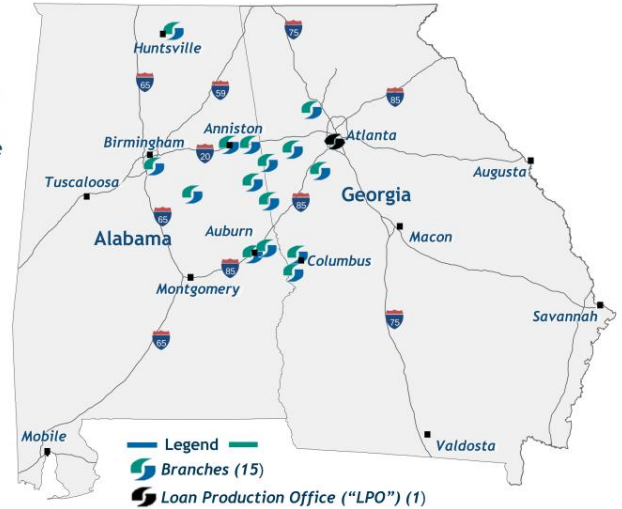 Huntsville
75
65
59
85
Birmingham
Anniston
20
Atlanta
Augusta
Tuscaloosa
65
85
Georgia
Alabama
Auburn
Macon
85
Columbus
Montgomery
Savannah
65
75
Mobile
Valdosta
Legend
Branches (15)
Loan Production Office (“LPO”) (1)